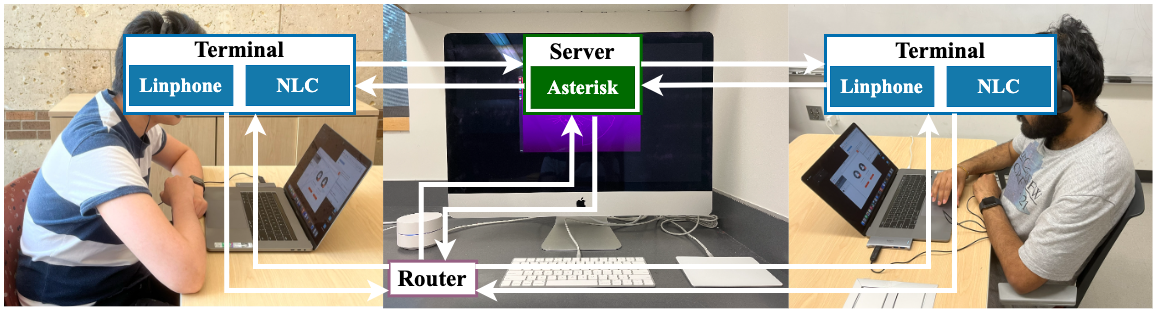 Terminal
Linphone NLC
Server
Asterisk
Terminal
Linphone NLC
Router